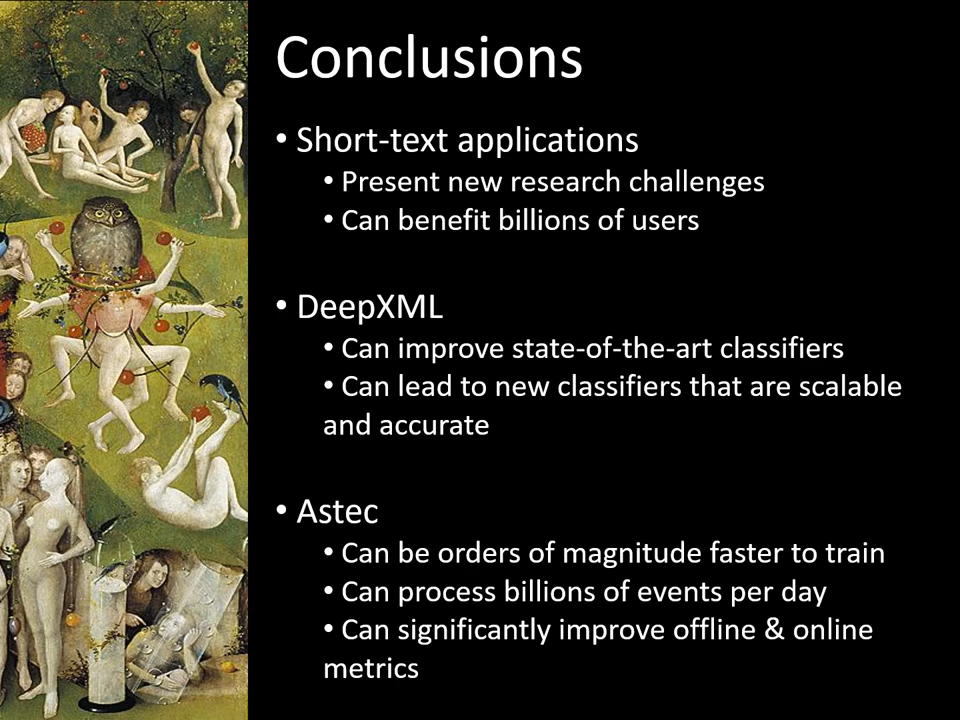 Conclusions
• Short-text applications
• Present new research challenges
• Can benefit billions of users
• DeepXML
• Can improve state-of-the-art classifiers
• Can lead to new classifiers that are scalable
and accurate
• Astec
• Can be orders of magnitude faster to train
• Can process billions of events per day
• Can significantly improve offline & online
metrics